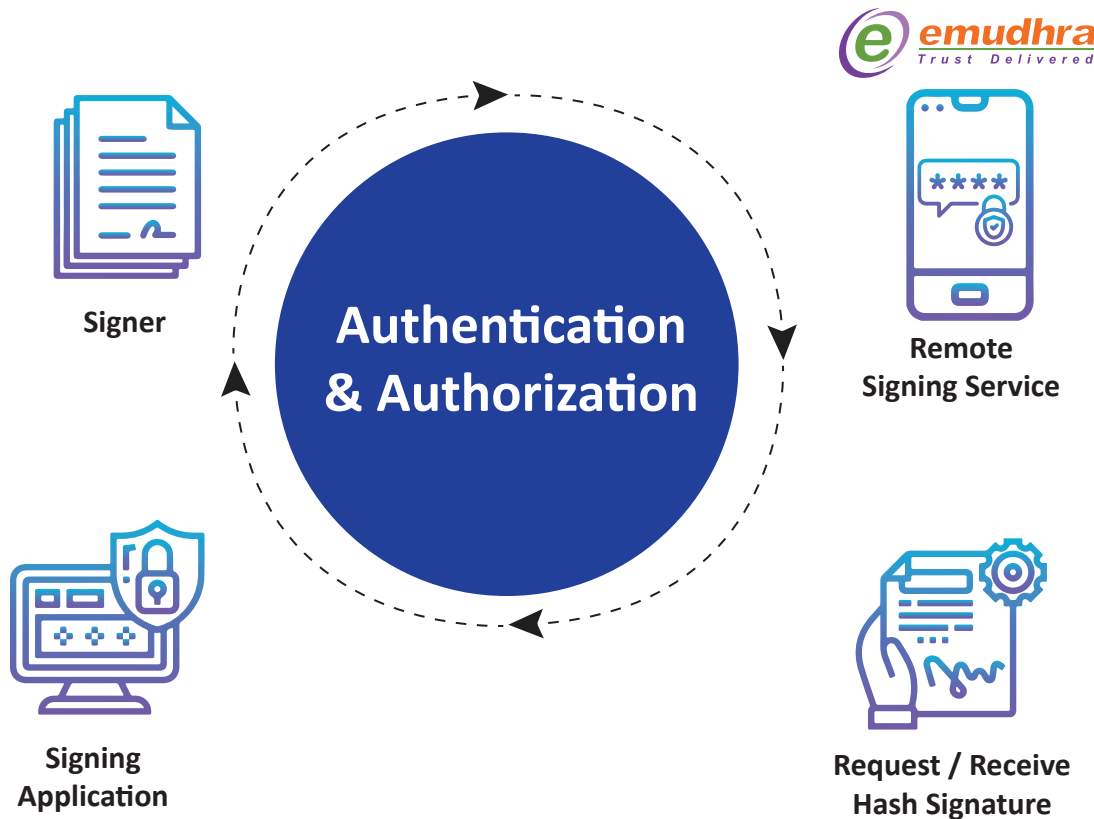 emudhra
Trust Delivered
Signer
Authentication
& Authorization
Remote
Signing Service
Signing
Application
Request / Receive
Hash Signature